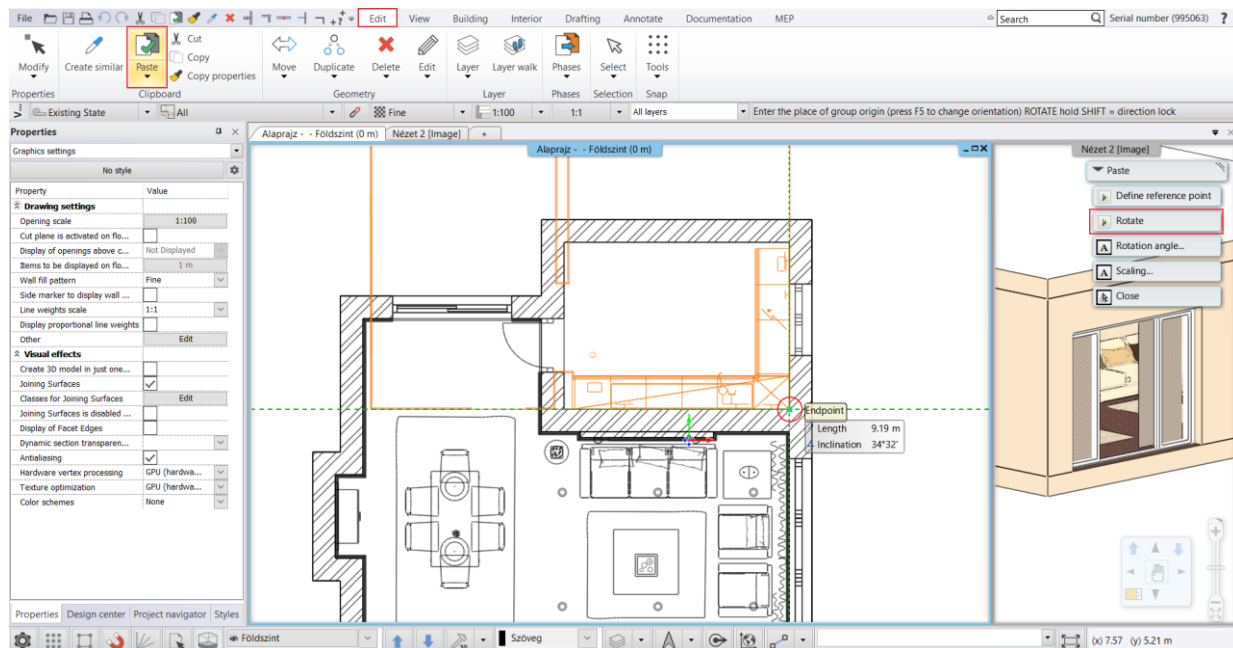 File Edit View Building Interior Drafting Annotate Documentation MEP Search Serial number (995063) ?
Modify Create similar Paste Cut Copy Copy properties Move Duplicate Delete Edit Layer Layer walk Phases Select Tools
Properties Clipboard Geometry Layer Phases Selection Snap
Existing State All Fine 1:100 1:1 All layers Enter the place of group origin (press F5 to change orientation) ROTATE hold SHIFT = direction lock
Properties
Alaprajz - - Földszint (0 m) Nézet 2 [Image] +
Graphics settings
Alaprajz - - Földszint (0 m)
Nézet 2 [Image]
No style
Property Value
Drawing settings
Opening scale 1:100
Cut plane is activated on flo...
Display of openings above c... Not Displayed
Items to be displayed on flo... 1 m
Wall fill pattern Fine
Side marker to display wall ...
Line weights scale 1:1
Display proportional line weights
Other Edit
Visual effects
Create 3D model in just one...
Joining Surfaces
Classes for Joining Surfaces Edit
Joining Surfaces is disabled ...
Display of Facet Edges
Dynamic section transparen...
Antialiasing
Hardware vertex processing GPU (hardwa...
Texture optimization GPU (hardwa...
Color schemes None
Endpoint
Length 9.19 m
Inclination 34°32'
Paste
Define reference point
Rotate
A Rotation angle...
A Scaling...
Close
Properties Design center Project navigator Styles
Földszint Szöveg (x) 7.57 (y) 5.21 m